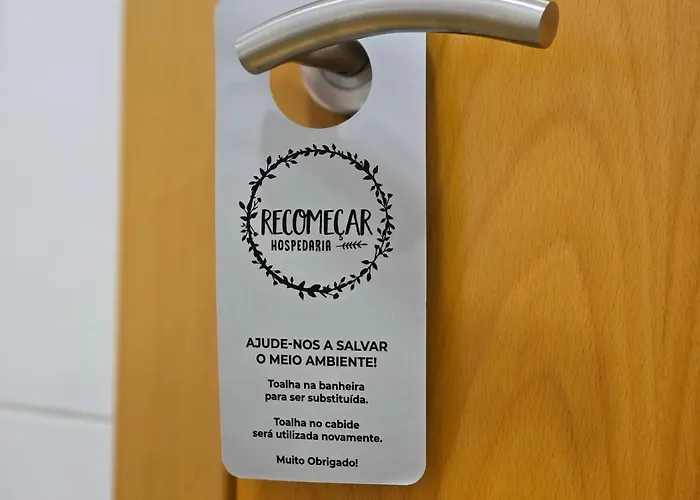 RECOMEÇAR
HOSPEDARIA
AJUDE-NOS A SALVAR
O MEIO AMBIENTE!
Toalha na banheira
para ser substituída.
Toalha no cabide
será utilizada novamente.
Muito Obrigado!